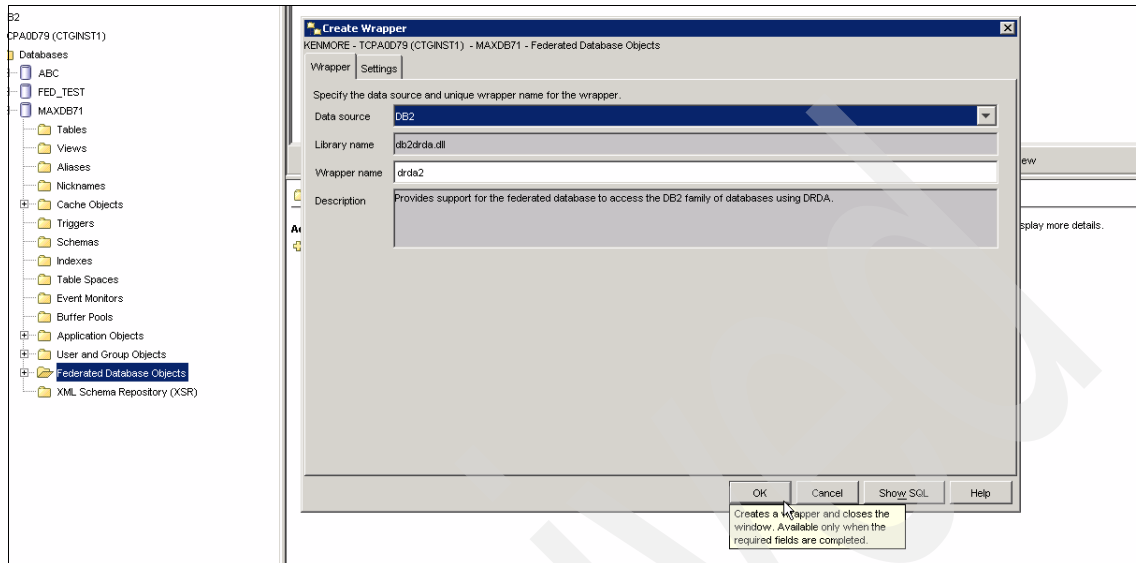 B2
CPA0D79 (CTGINST1)
Databases
ABC
FED_TEST
MAXDB71
Tables
Views
Aliases
Nicknames
Cache Objects
Triggers
Schemas
Indexes
Table Spaces
Event Monitors
Buffer Pools
Application Objects
User and Group Objects
Federated Database Objects
XML Schema Repository (XSR)
Create Wrapper
KENMORE - TCPA0D79 (CTGINST1) - MAXDB71 - Federated Database Objects
Wrapper Settings
Specify the data source and unique wrapper name for the wrapper.
Data source DB2
Library name db2drda.dll
Wrapper name drda2
Description Provides support for the federated database to access the DB2 family of databases using DRDA.
OK Cancel Show SQL Help
Creates a wrapper and closes the
window. Available only when the
required fields are completed.
ew
splay more details.